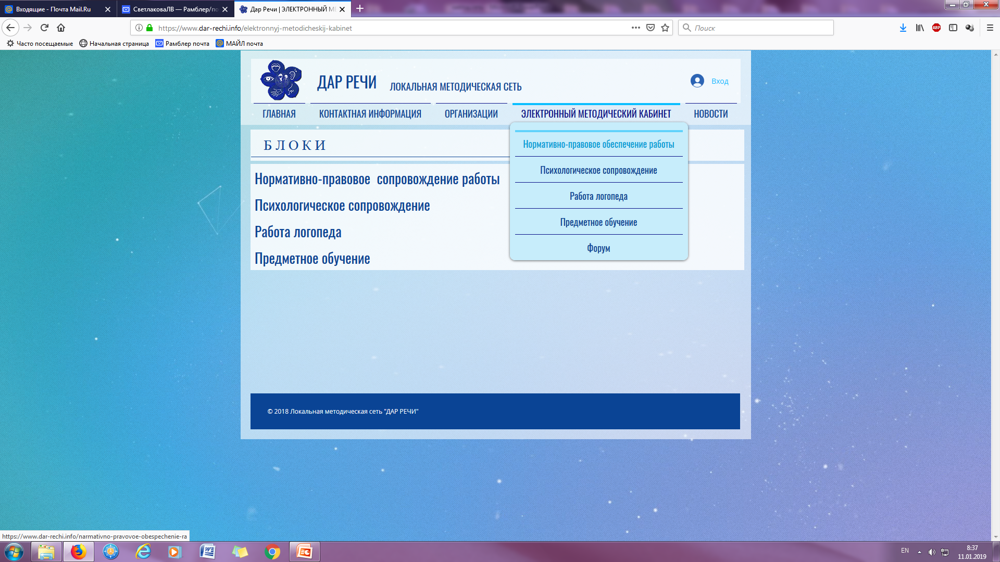 Входящие - Почта Mail.Ru
СветлаковаЛВ — Рамблер/по
Дар Речи | ЭЛЕКТРОННЫЙ МЕ
https://www.dar-rechi.info/elektronnyj-metodicheskij-kabinet
Поиск
ABP
Часто посещаемые
Начальная страница
Рамблер почта
МАЙЛ почта
ДАР РЕЧИ
ЛОКАЛЬНАЯ МЕТОДИЧЕСКАЯ СЕТЬ
Вход
ГЛАВНАЯ
КОНТАКТНАЯ ИНФОРМАЦИЯ
ОРГАНИЗАЦИИ
ЭЛЕКТРОННЫЙ МЕТОДИЧЕСКИЙ КАБИНЕТ
НОВОСТИ
Нормативно-правовое обеспечение работы
Психологическое сопровождение
Работа логопеда
Предметное обучение
Форум
Б Л О К И
Нормативно-правовое  сопровождение работы
Психологическое сопровождение
Работа логопеда
Предметное обучение
© 2018 Локальная методическая сеть "ДАР РЕЧИ"
https://www.dar-rechi.info/narmativno-pravovoe-obespechenie-ra
EN
8:37
11.01.2019